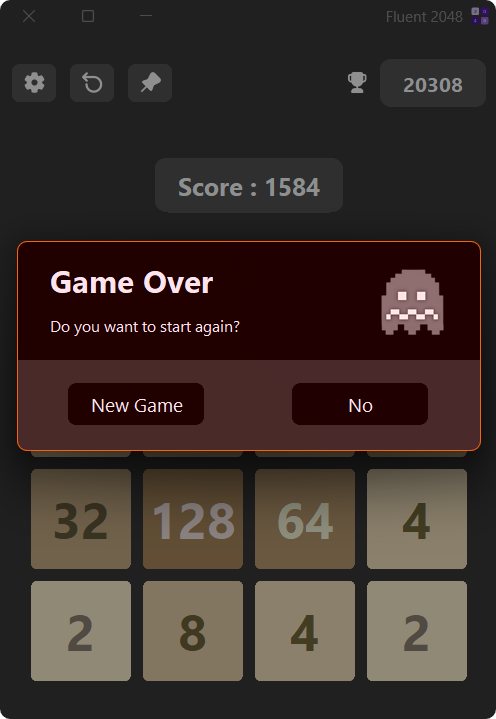 Fluent 2048
20308
Score : 1584
Game Over
Do you want to start again?
New Game No
32 128 64 4
2 8 4 2